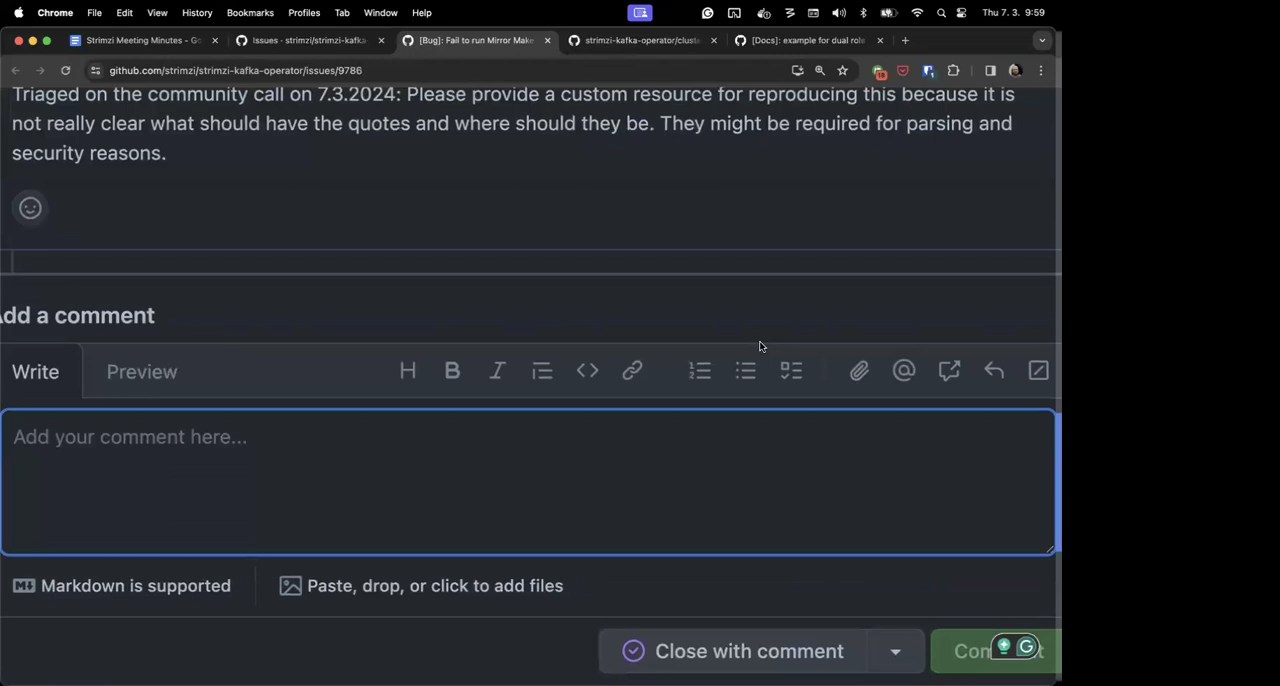 Chrome File Edit View History Bookmarks Profiles Tab Window Help Thu 7. 3. 9:59
Strimzi Meeting Minutes - Go Issues · strimzi/strimzi-kafka- [Bug]: Fail to run Mirror Make strimzi-kafka-operator/cluste [Docs]: example for dual role
github.com/strimzi/strimzi-kafka-operator/issues/9786
Triaged on the community call on 7.3.2024: Please provide a custom resource for reproducing this because it is
not really clear what should have the quotes and where should they be. They might be required for parsing and
security reasons.
Add a comment
Write Preview
Add your comment here...
Markdown is supported Paste, drop, or click to add files
Close with comment